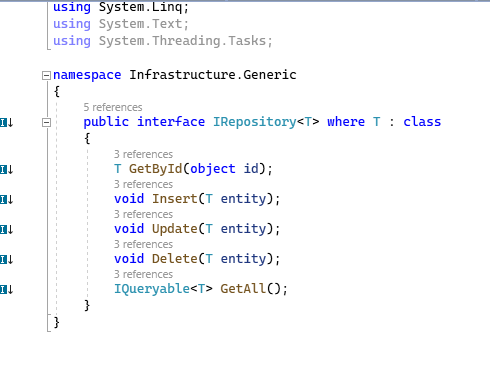 using System.Linq;
using System.Text;
using System.Threading.Tasks;
namespace Infrastructure.Generic
{
5 references
public interface IRepository<T> where T : class
{
3 references
T GetById(object id);
3 references
void Insert(T entity);
3 references
void Update(T entity);
3 references
void Delete(T entity);
3 references
IQueryable<T> GetAll();
}
}